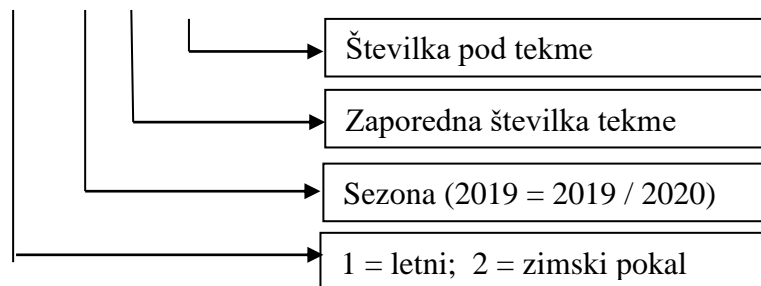 Številka pod tekme
Zaporedna številka tekme
Sezona (2019 = 2019 / 2020)
1 = letni;  2 = zimski pokal